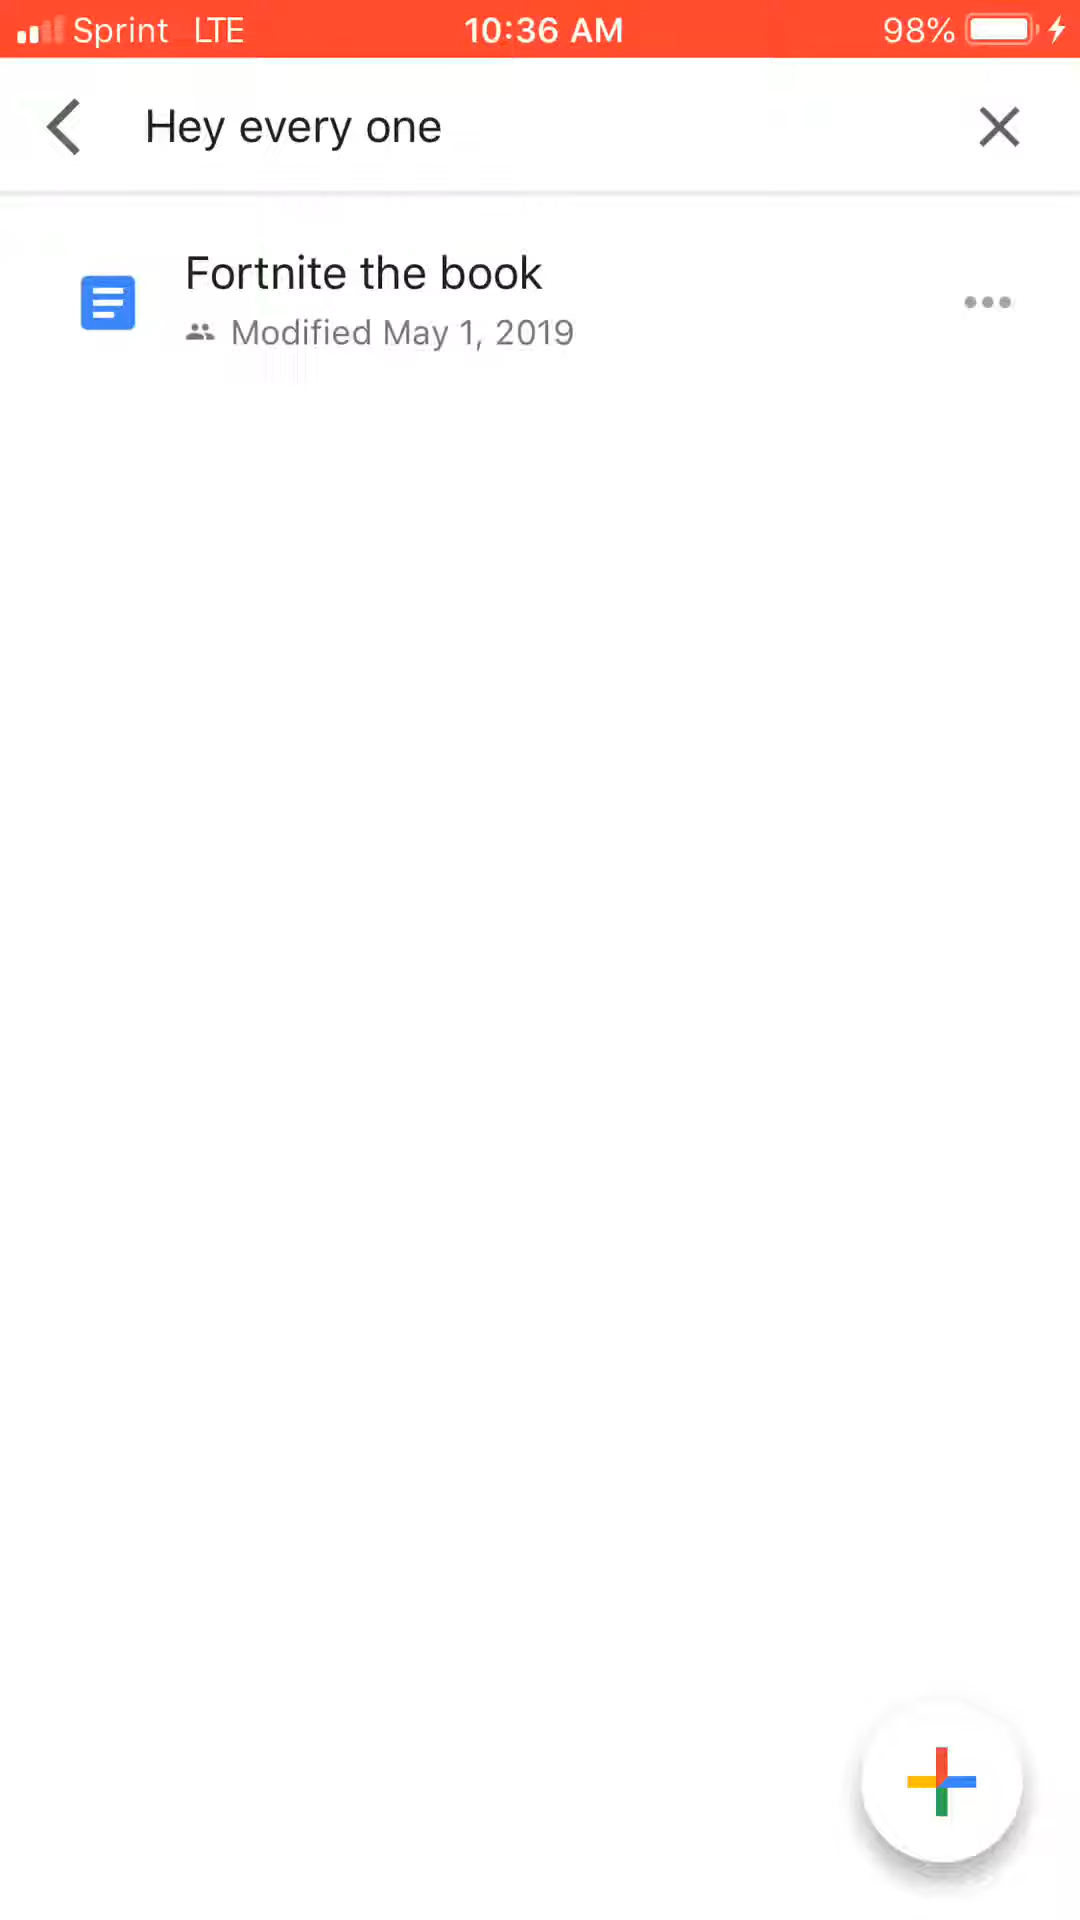 Sprint LTE 10:36 AM 98%
Hey every one
Fortnite the book
Modified May 1, 2019